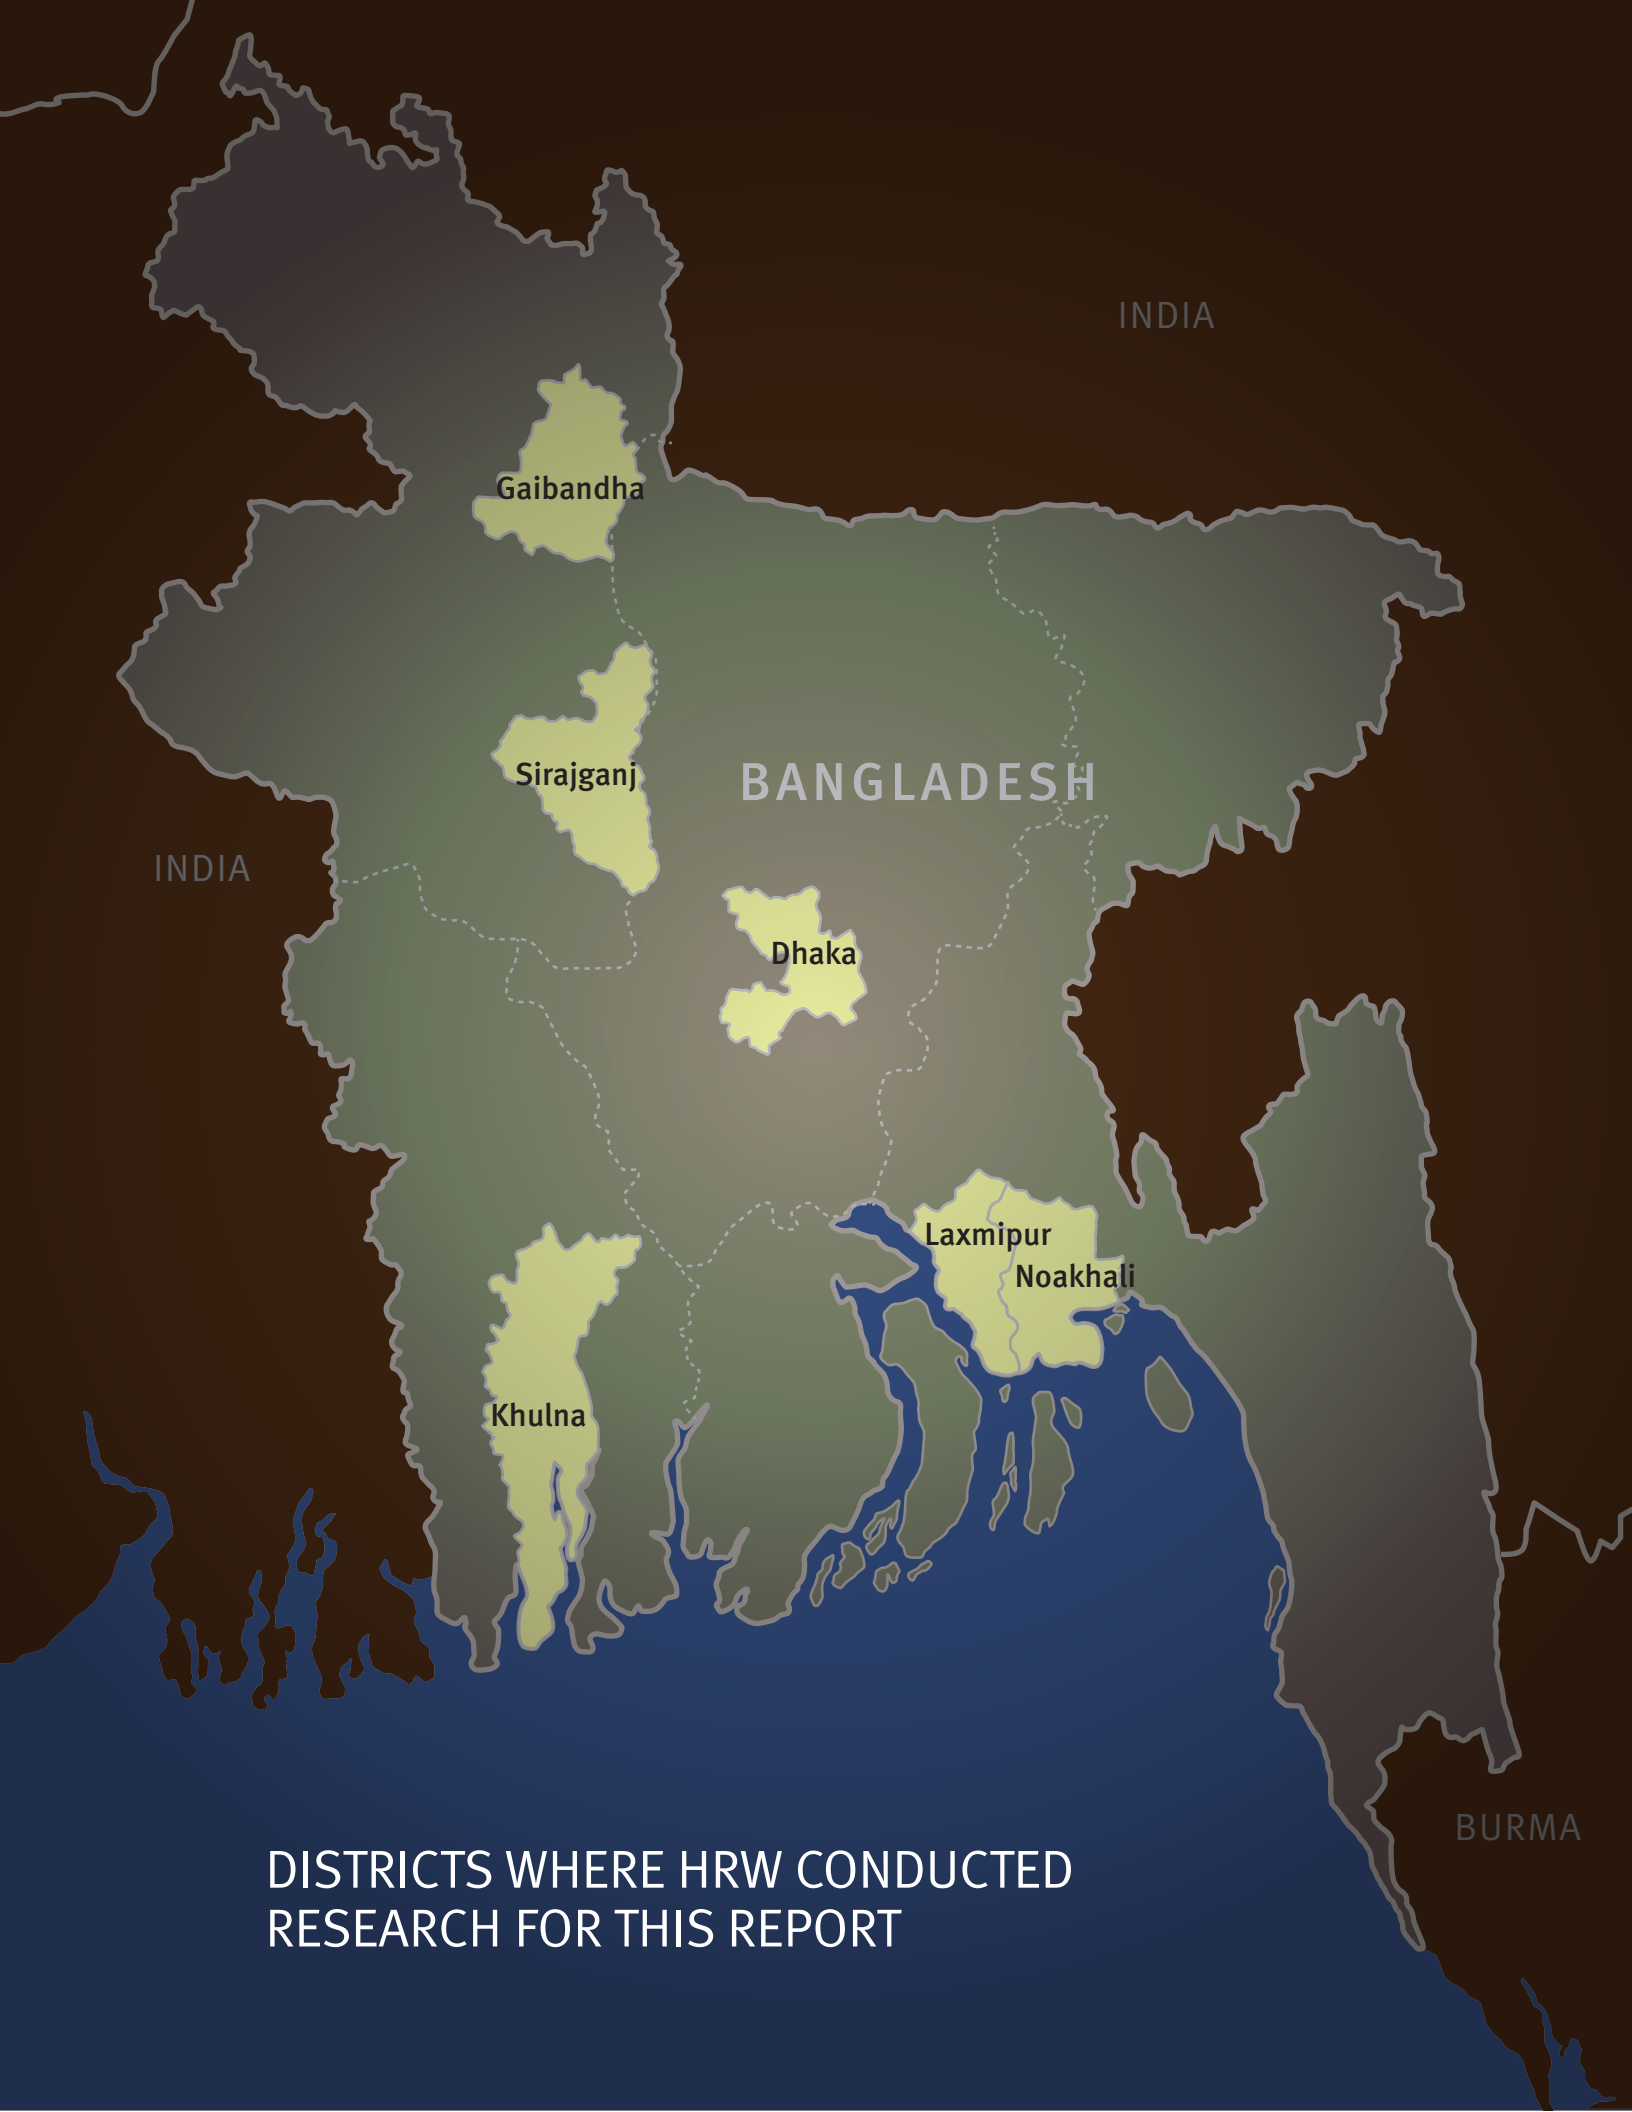 INDIA
Gaibandha
Sirajganj
BANGLADESH
INDIA
Dhaka
Laxmipur
Noakhali
Khulna
BURMA
DISTRICTS WHERE HRW CONDUCTED
RESEARCH FOR THIS REPORT